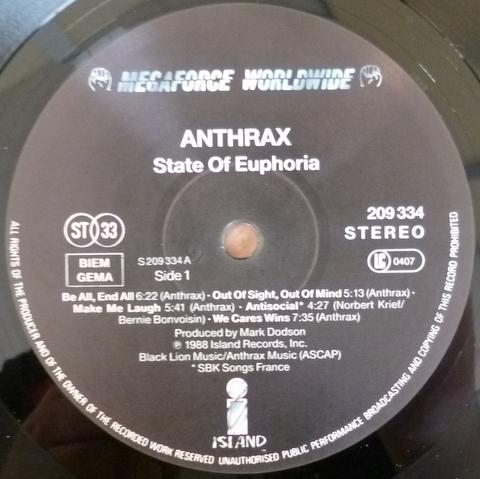 MEGAFORCE WORLDWIDE
ANTHRAX
State Of Euphoria
209 334
STEREO
ST 33
BIEM
GEMA
S 209 334 A
Side 1
LC 0407
Be All, End All 6:22 (Anthrax) · Out Of Sight, Out Of Mind 5:13 (Anthrax) ·
Make Me Laugh 5:41 (Anthrax) · Antisocial* 4:27 (Norbert Krief/
Bernie Bonvoisin) · We Cares Wins 7:35 (Anthrax)
Produced by Mark Dodson
℗ 1988 Island Records, Inc.
Black Lion Music/Anthrax Music (ASCAP)
* SBK Songs France
ISLAND
ALL RIGHTS OF THE PRODUCER AND OF THE OWNER OF THE RECORDED WORK RESERVED UNAUTHORISED PUBLIC PERFORMANCE BROADCASTING AND COPYING OF THIS RECORD PROHIBITED